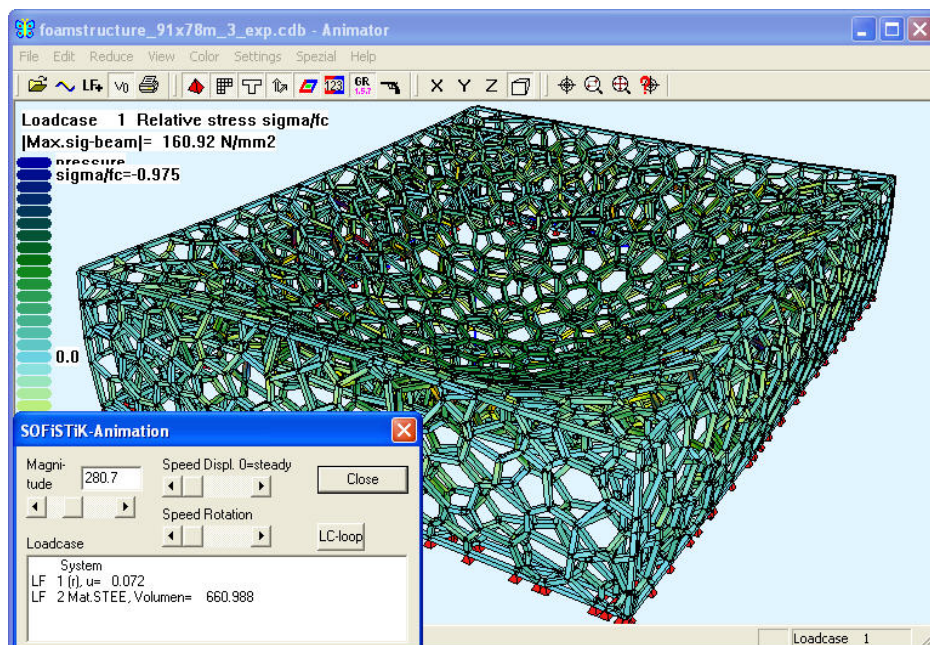 foamstructure_91x78m_3_exp.cdb - Animator
File Edit Reduce View Color Settings Spezial Help
LF+ V0 123 GR 1.5.7 X Y Z
Loadcase 1 Relative stress sigma/fc
|Max.sig-beam|= 160.92 N/mm2
pressure
sigma/fc=-0.975
0.0
SOFiSTiK-Animation
Magni-
tude
280.7
Speed Displ. 0=steady
Close
Speed Rotation
LC-loop
Loadcase
System
LF 1 (r), u= 0.072
LF 2 Mat.STEE, Volumen= 660.988
Loadcase 1